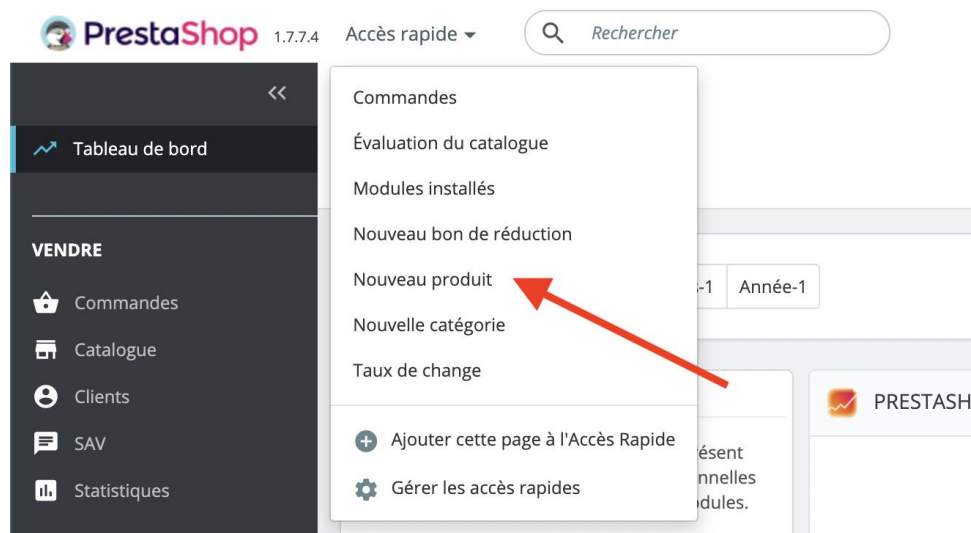 PrestaShop 1.7.7.4 Accès rapide Rechercher
Tableau de bord
VENDRE
Commandes
Catalogue
Clients
SAV
Statistiques
Commandes
Évaluation du catalogue
Modules installés
Nouveau bon de réduction
Nouveau produit
Nouvelle catégorie
Taux de change
Ajouter cette page à l'Accès Rapide
Gérer les accès rapides
-1 Année-1
PRESTASH
ésent
nnelles
dules.